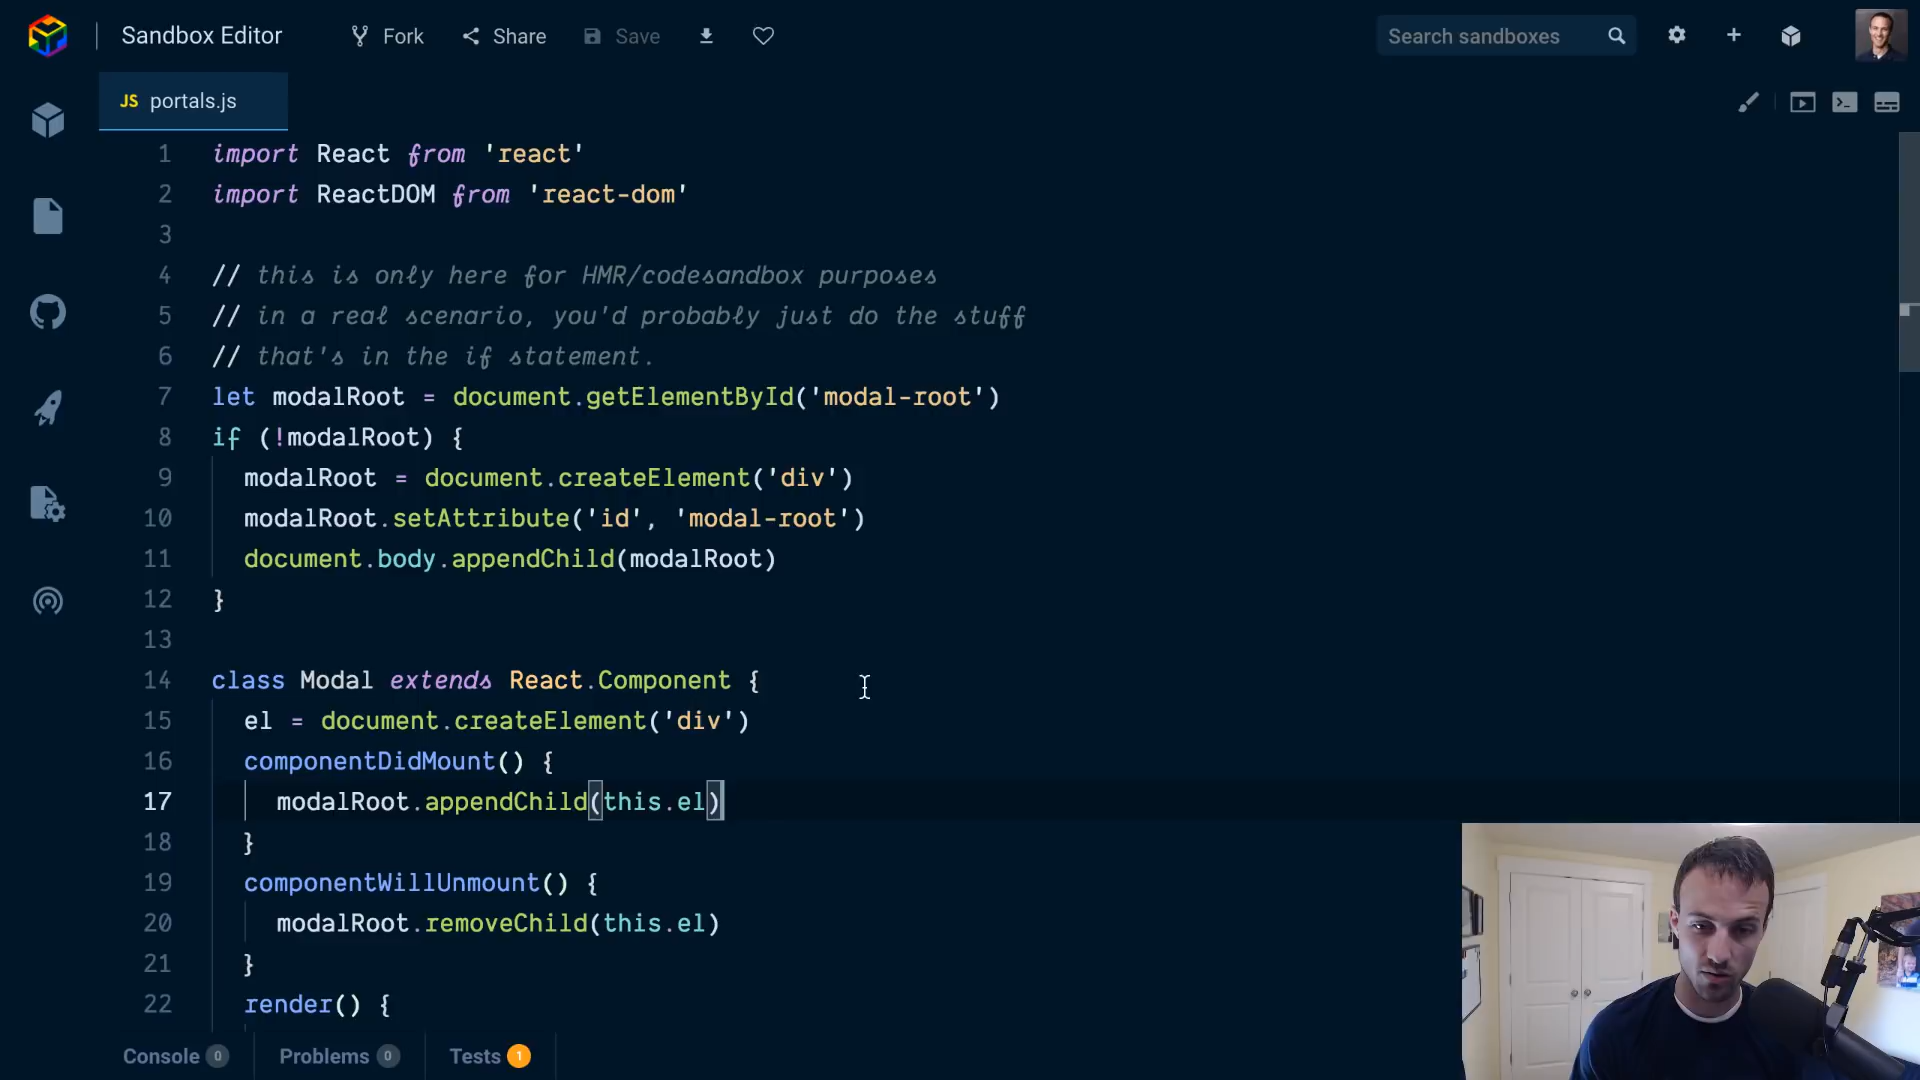 Sandbox Editor
Fork
Share
Save
Search sandboxes
JS portals.js
1 import React from 'react'
2 import ReactDOM from 'react-dom'
3
4 // this is only here for HMR/codesandbox purposes
5 // in a real scenario, you'd probably just do the stuff
6 // that's in the if statement.
7 let modalRoot = document.getElementById('modal-root')
8 if (!modalRoot) {
9 modalRoot = document.createElement('div')
10 modalRoot.setAttribute('id', 'modal-root')
11 document.body.appendChild(modalRoot)
12 }
13
14 class Modal extends React.Component {
15 el = document.createElement('div')
16 componentDidMount() {
17 modalRoot.appendChild(this.el)
18 }
19 componentWillUnmount() {
20 modalRoot.removeChild(this.el)
21 }
22 render() {
Console 0
Problems 0
Tests 1